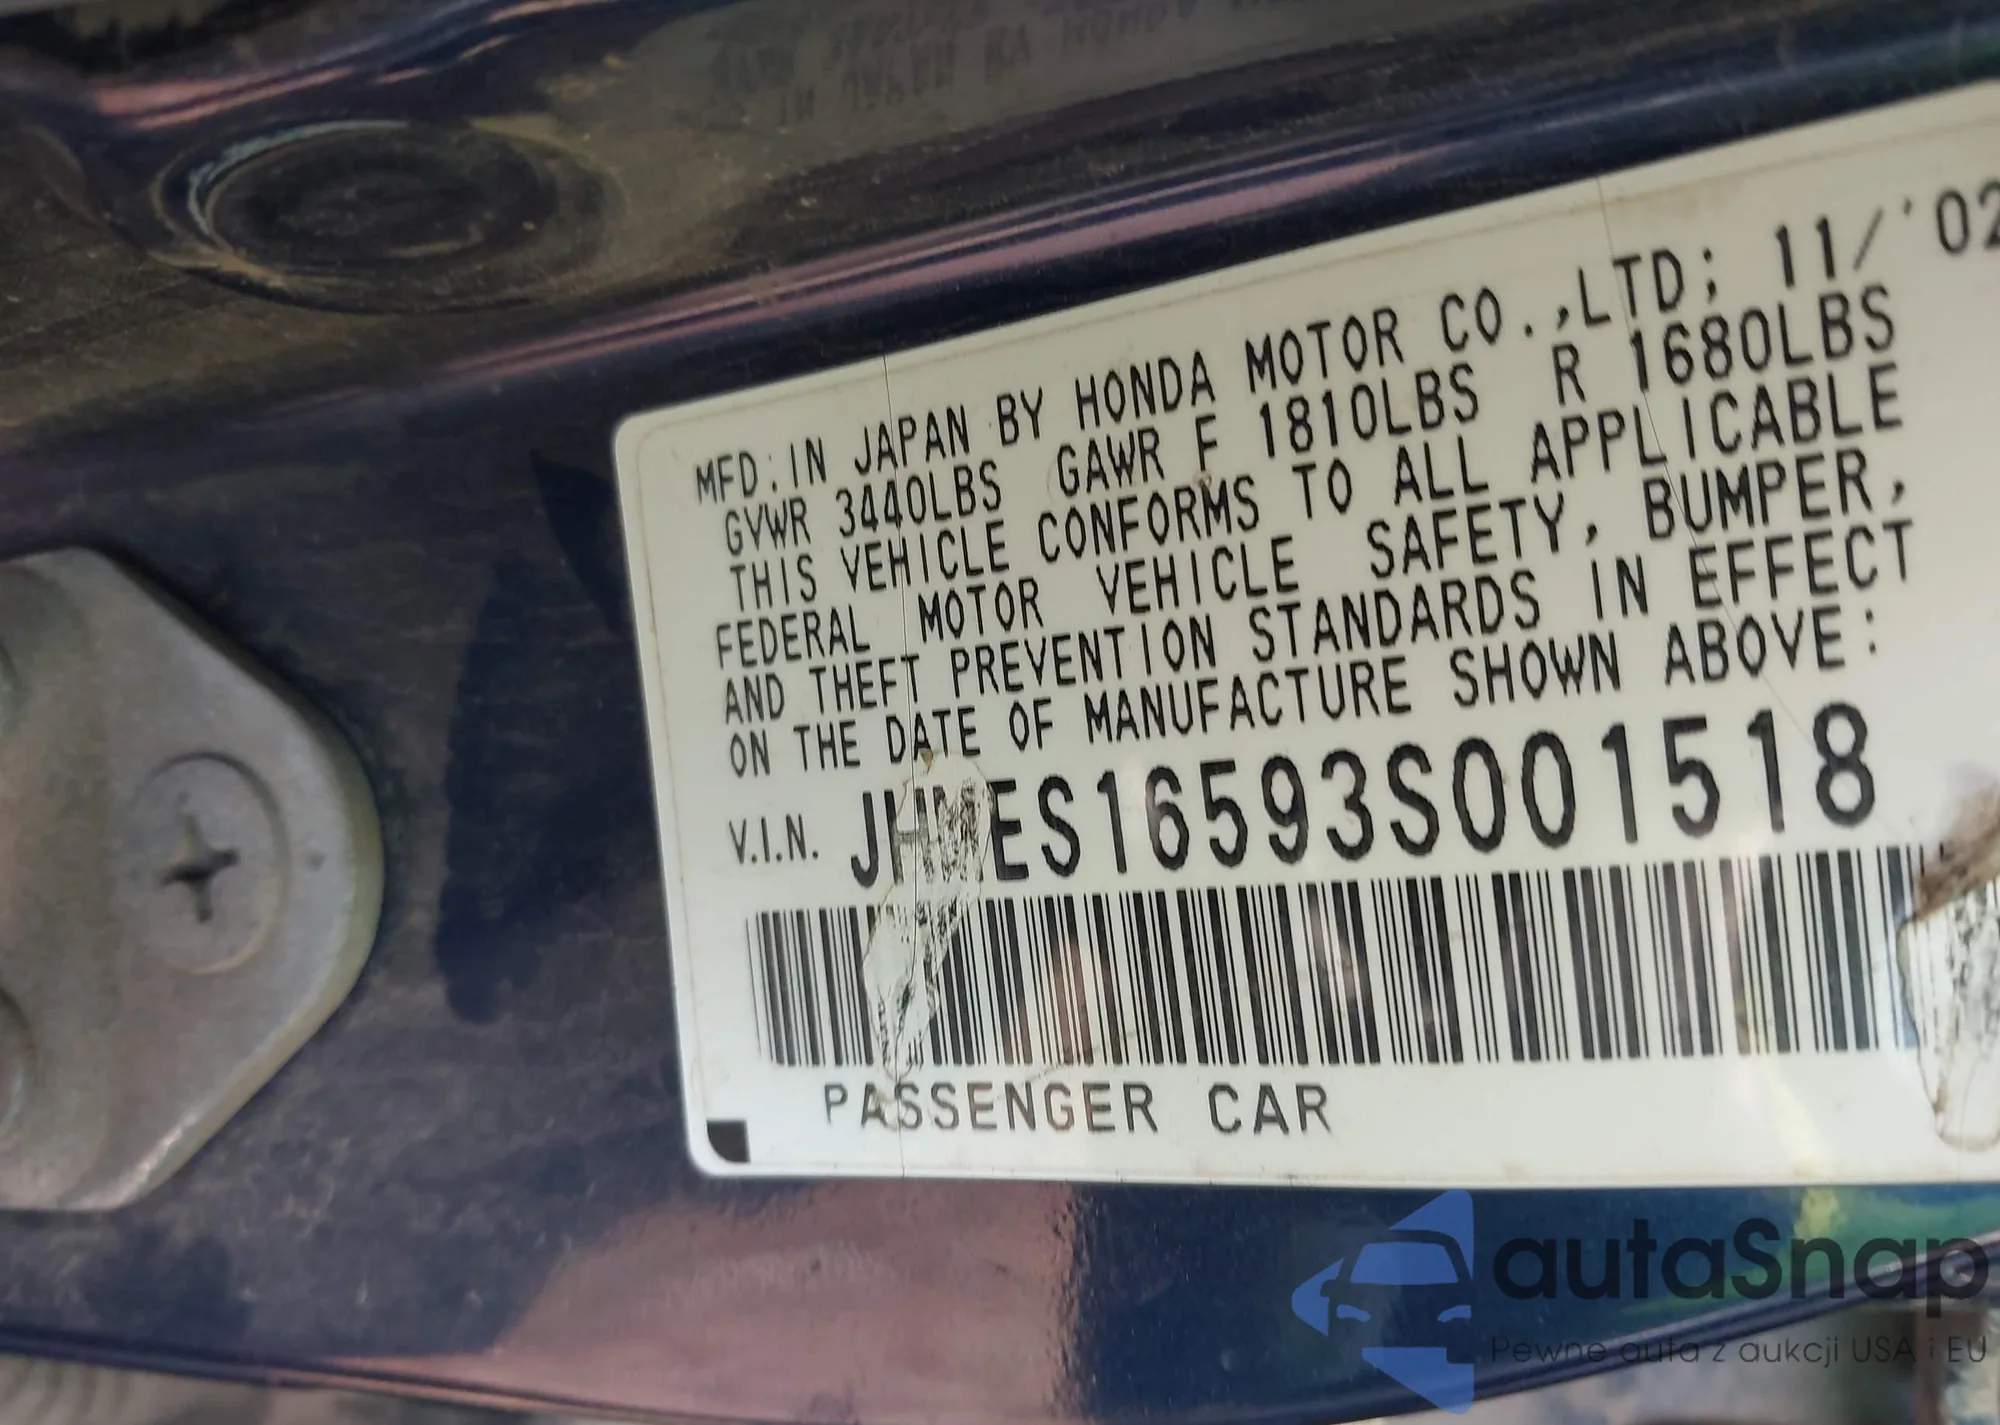 MFD. IN JAPAN BY HONDA MOTOR CO.,LTD; 11/'02
GVWR 3440LBS GAWR F 1810LBS R 1680LBS
THIS VEHICLE CONFORMS TO ALL APPLICABLE
FEDERAL MOTOR VEHICLE SAFETY, BUMPER,
AND THEFT PREVENTION STANDARDS IN EFFECT
ON THE DATE OF MANUFACTURE SHOWN ABOVE:
V.I.N. JHMES16593S001518
PASSENGER CAR
autaSnap
Pewne auta z aukcji USA i EU